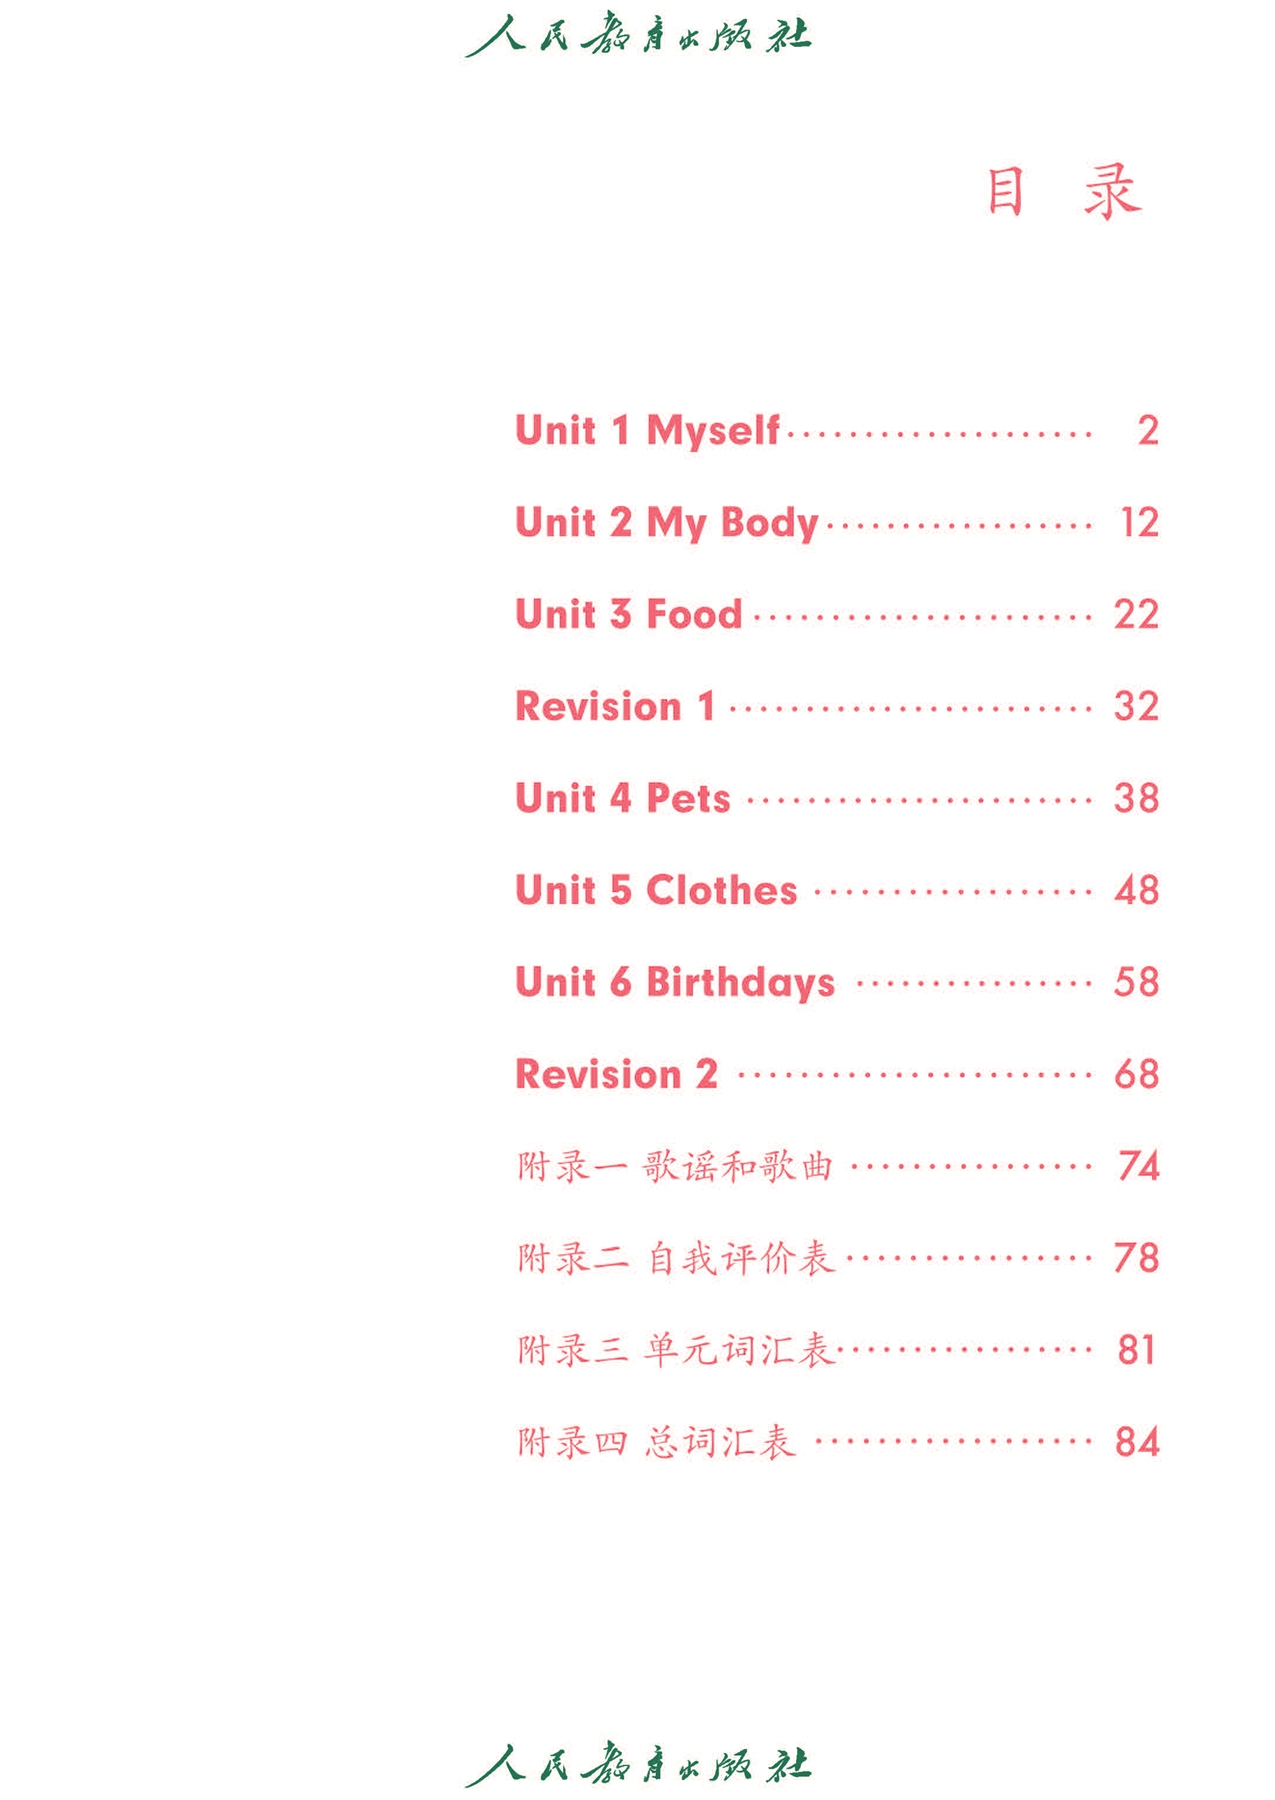 人民教育出版社
目 录
Unit 1 Myself···················· 2
Unit 2 My Body·················· 12
Unit 3 Food ······················ 22
Revision 1 ························ 32
Unit 4 Pets ······················· 38
Unit 5 Clothes ·················· 48
Unit 6 Birthdays ················ 58
Revision 2 ······················· 68
附录一 歌谣和歌曲 ················ 74
附录二 自我评价表················ 78
附录三 单元词汇表················· 81
附录四 总词汇表 ·················· 84
人民教育出版社